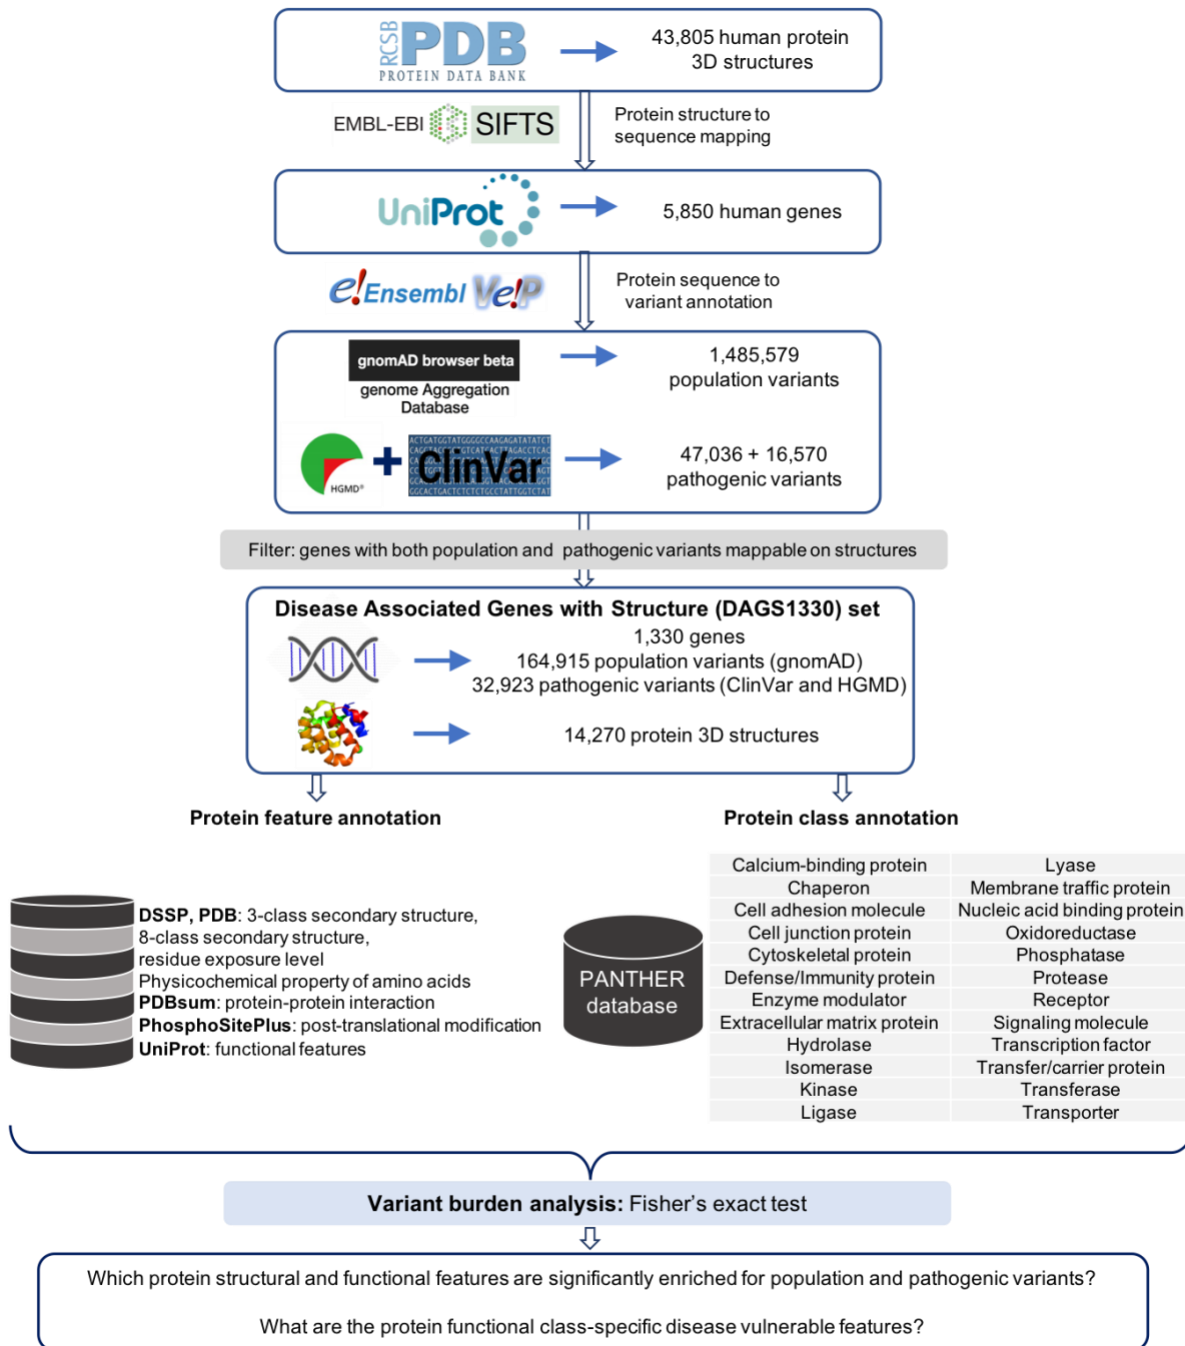 RCSB
PDB
PROTEIN DATA BANK
43,805 human protein
3D structures
EMBL-EBI
SIFTS
Protein structure to
sequence mapping
UniProt
5,850 human genes
e!Ensembl
Ve!P
Protein sequence to
variant annotation
gnomAD browser beta
genome Aggregation
Database
1,485,579
population variants
HGMD®
+
ClinVar
47,036 + 16,570
pathogenic variants
Filter: genes with both population and pathogenic variants mappable on structures
Disease Associated Genes with Structure (DAGS1330) set
1,330 genes
164,915 population variants (gnomAD)
32,923 pathogenic variants (ClinVar and HGMD)
14,270 protein 3D structures
Protein feature annotation
DSSP, PDB: 3-class secondary structure,
8-class secondary structure,
residue exposure level
Physicochemical property of amino acids
PDBsum: protein-protein interaction
PhosphoSitePlus: post-translational modification
UniProt: functional features
Protein class annotation
PANTHER
database
Calcium-binding protein
Lyase
Chaperon
Membrane traffic protein
Cell adhesion molecule
Nucleic acid binding protein
Cell junction protein
Oxidoreductase
Cytoskeletal protein
Phosphatase
Defense/Immunity protein
Protease
Enzyme modulator
Receptor
Extracellular matrix protein
Signaling molecule
Hydrolase
Transcription factor
Isomerase
Transfer/carrier protein
Kinase
Transferase
Ligase
Transporter
Variant burden analysis: Fisher's exact test
Which protein structural and functional features are significantly enriched for population and pathogenic variants?
What are the protein functional class-specific disease vulnerable features?